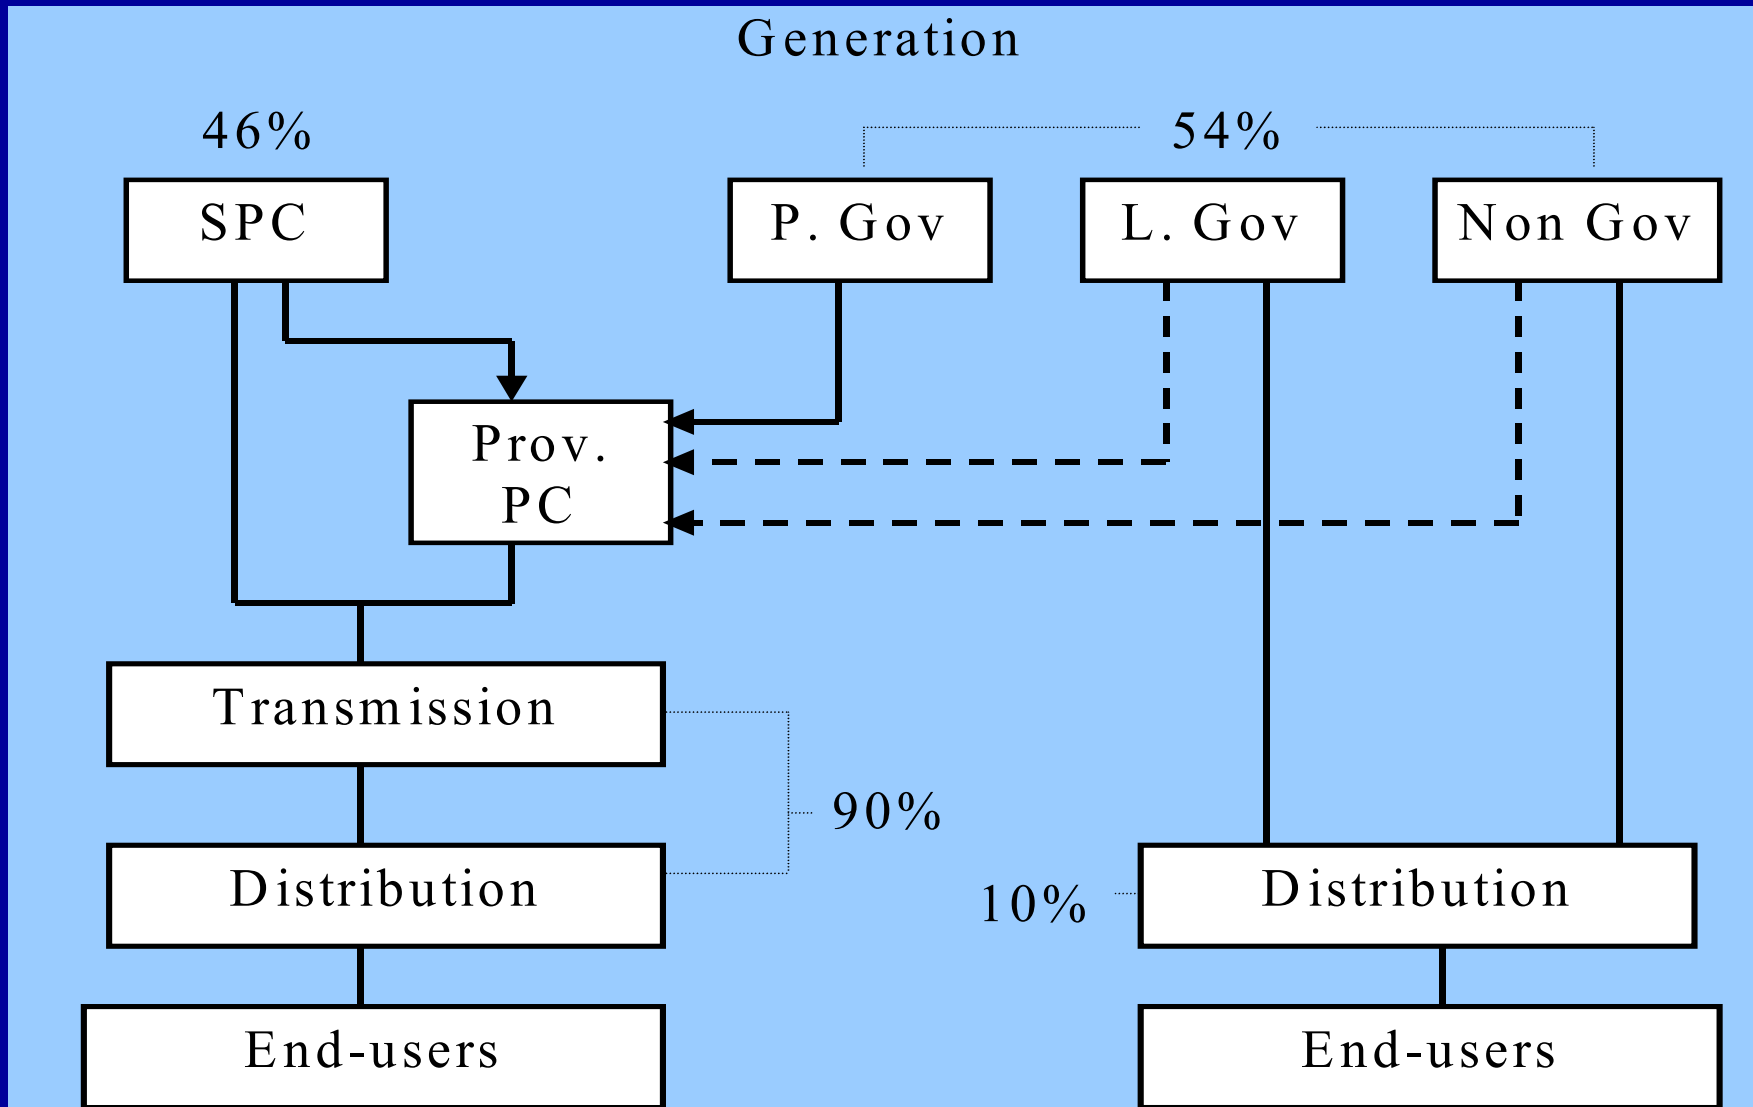 Generation
46%
54%
SPC
P. Gov
L. Gov
Non Gov
Prov.
PC
Transmission
90%
Distribution
10%
Distribution
End-users
End-users